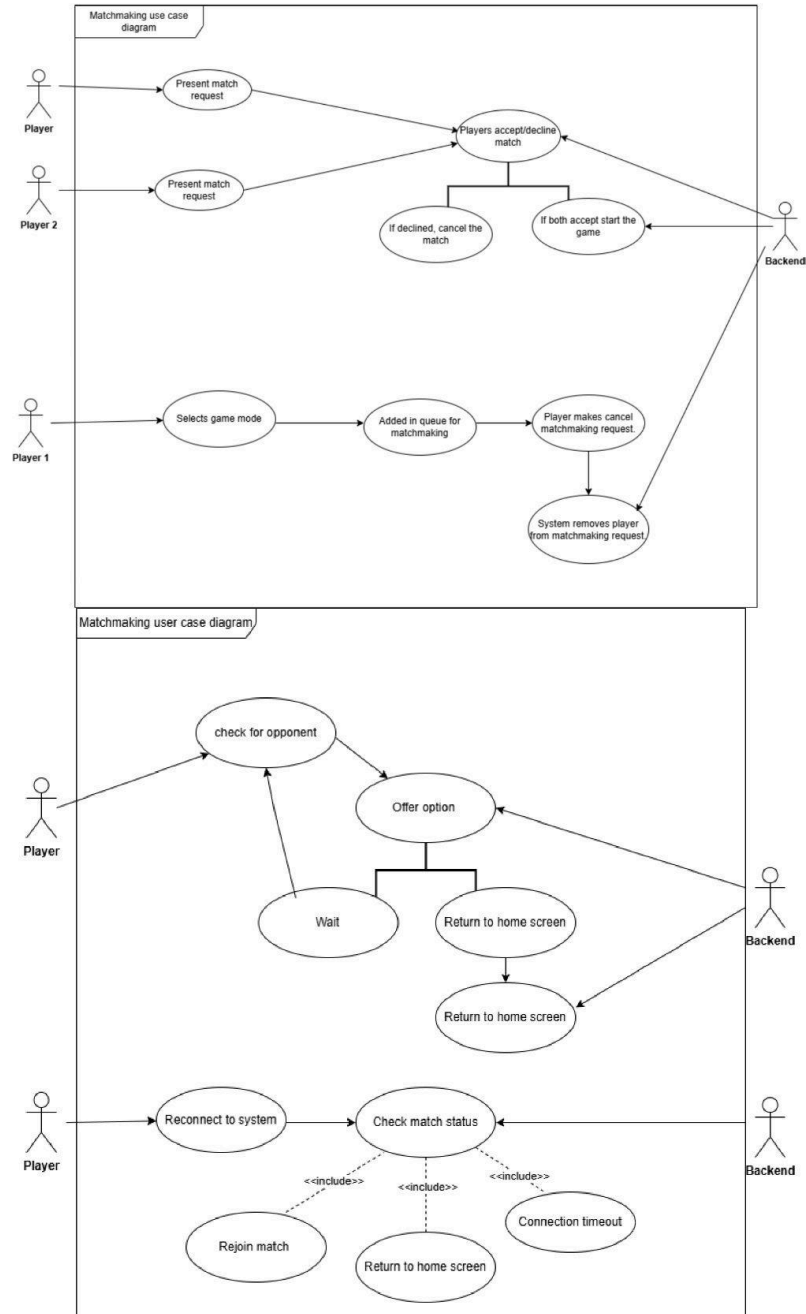 Matchmaking use case
diagram
Present match
request
Player
Players accept/decline
match
Present match
request
Player 2
If declined, cancel the
match
If both accept start the
game
Backend
Selects game mode
Added in queue for
matchmaking
Player makes cancel
matchmaking request.
Player 1
System removes player
from matchmaking request.
Matchmaking user case diagram
check for opponent
Offer option
Player
Wait
Return to home screen
Backend
Return to home screen
Reconnect to system
Check match status
Player
Backend
<<include>>
<<include>>
<<include>>
Rejoin match
Return to home screen
Connection timeout